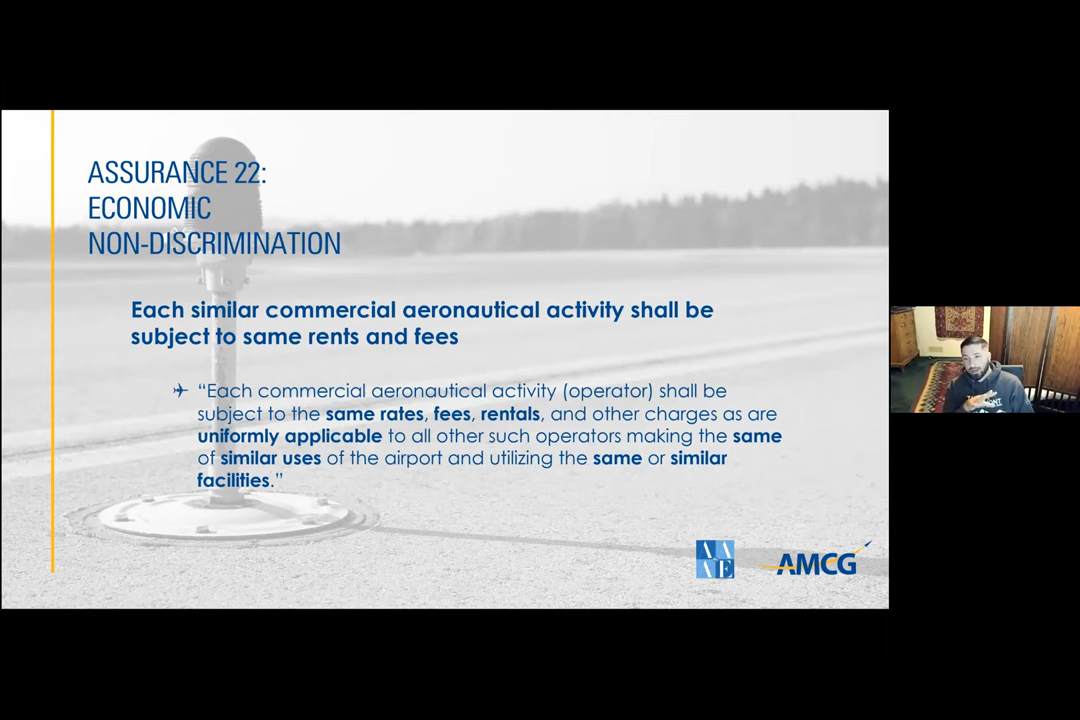 ASSURANCE 22:
ECONOMIC
NON-DISCRIMINATION
Each similar commercial aeronautical activity shall be
subject to same rents and fees
“Each commercial aeronautical activity (operator) shall be
subject to the same rates, fees, rentals, and other charges as are
uniformly applicable to all other such operators making the same
of similar uses of the airport and utilizing the same or similar
facilities.”
AAAE
AMCG